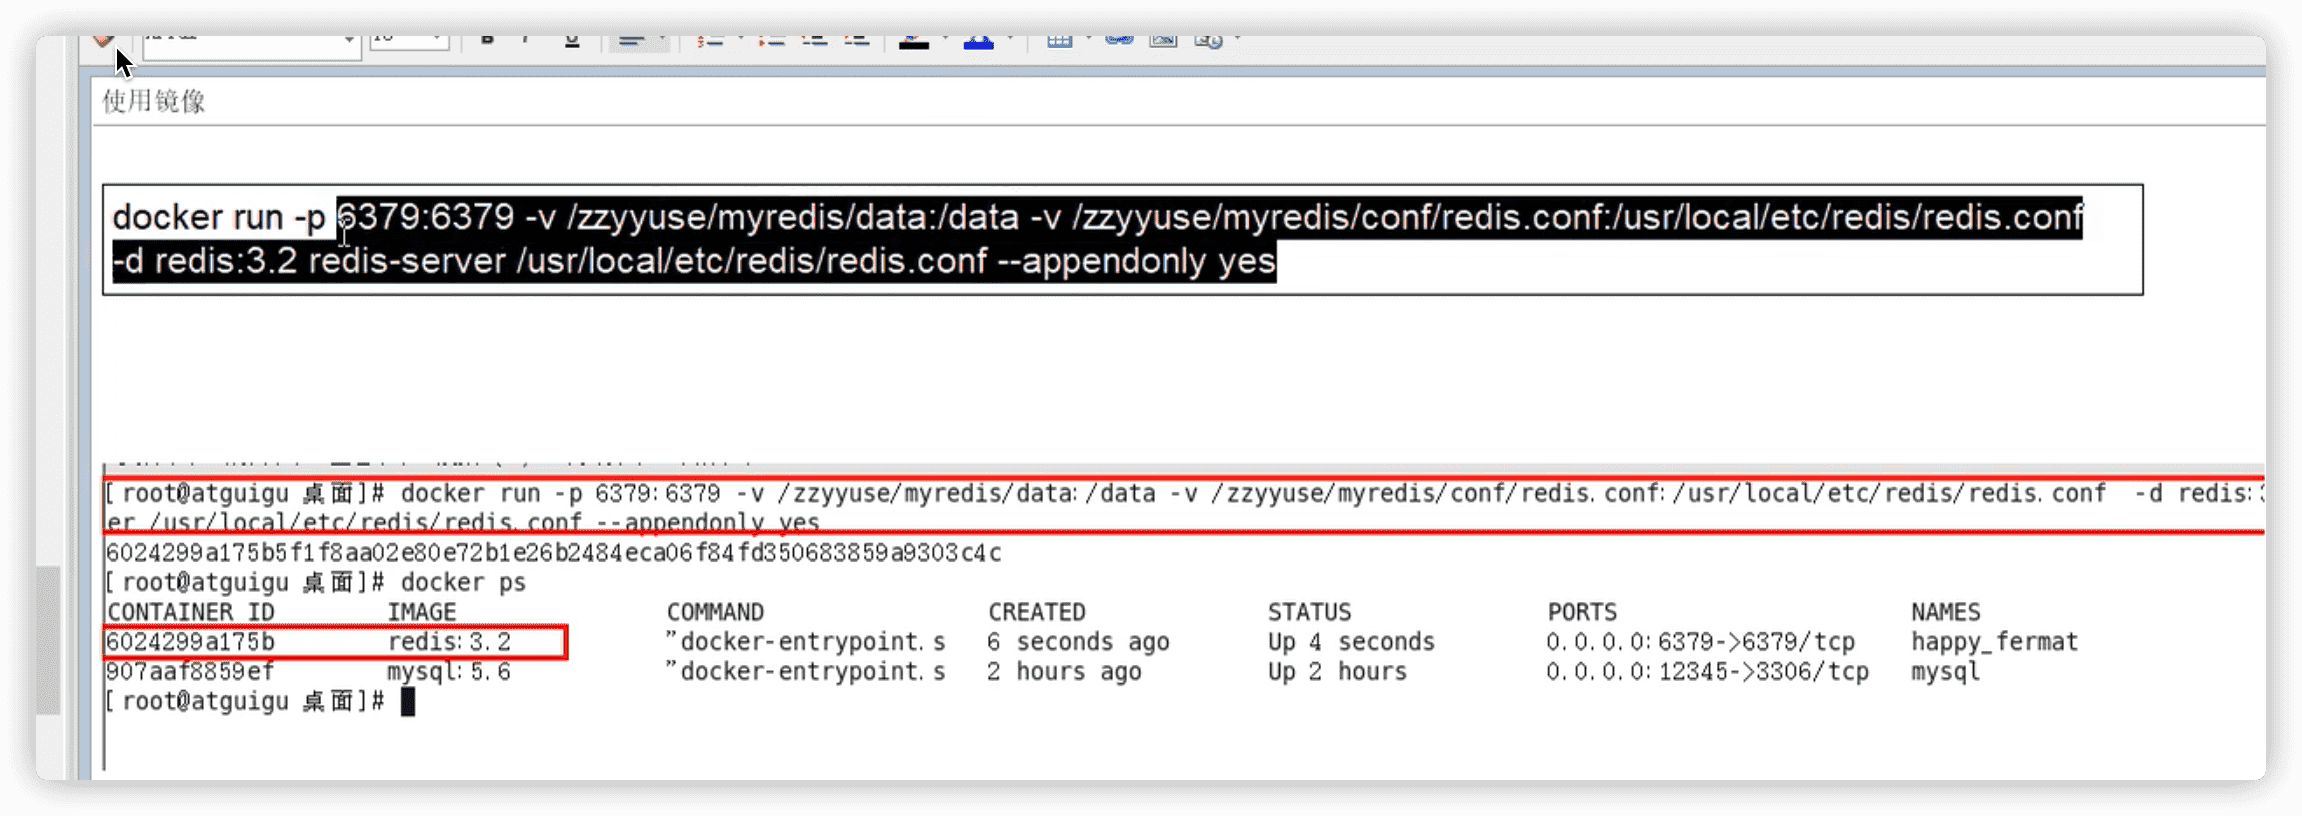 使用镜像
docker run -p 6379:6379 -v /zzyyuse/myredis/data:/data -v /zzyyuse/myredis/conf/redis.conf:/usr/local/etc/redis/redis.conf
-d redis:3.2 redis-server /usr/local/etc/redis/redis.conf --appendonly yes
[root@atguigu 桌面]# docker run -p 6379:6379 -v /zzyyuse/myredis/data:/data -v /zzyyuse/myredis/conf/redis.conf:/usr/local/etc/redis/redis.conf  -d redis:
er /usr/local/etc/redis/redis.conf --appendonly yes
6024299a175b5f1f8aa02e80e72b1e26b2484eca06f84fd350683859a9303c4c
[root@atguigu 桌面]# docker ps
CONTAINER ID IMAGE COMMAND CREATED STATUS PORTS NAMES
6024299a175b redis:3.2 "docker-entrypoint.s 6 seconds ago Up 4 seconds 0.0.0.0:6379->6379/tcp happy_fermat
907aaf8859ef mysql:5.6 "docker-entrypoint.s 2 hours ago Up 2 hours 0.0.0.0:12345->3306/tcp mysql
[root@atguigu 桌面]#